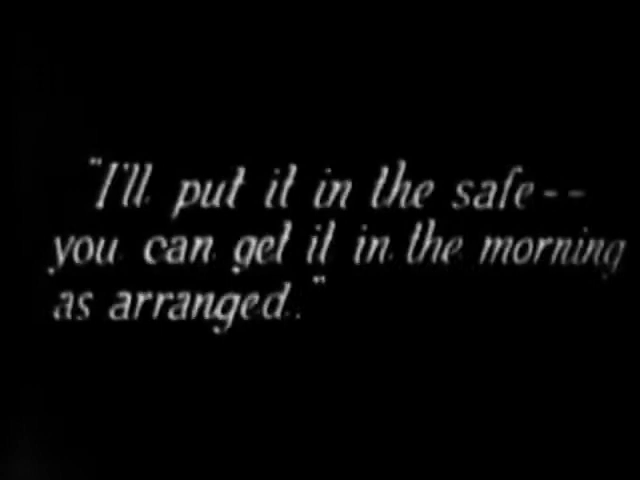 "I'll put it in the safe--
you can get it in the morning
as arranged."